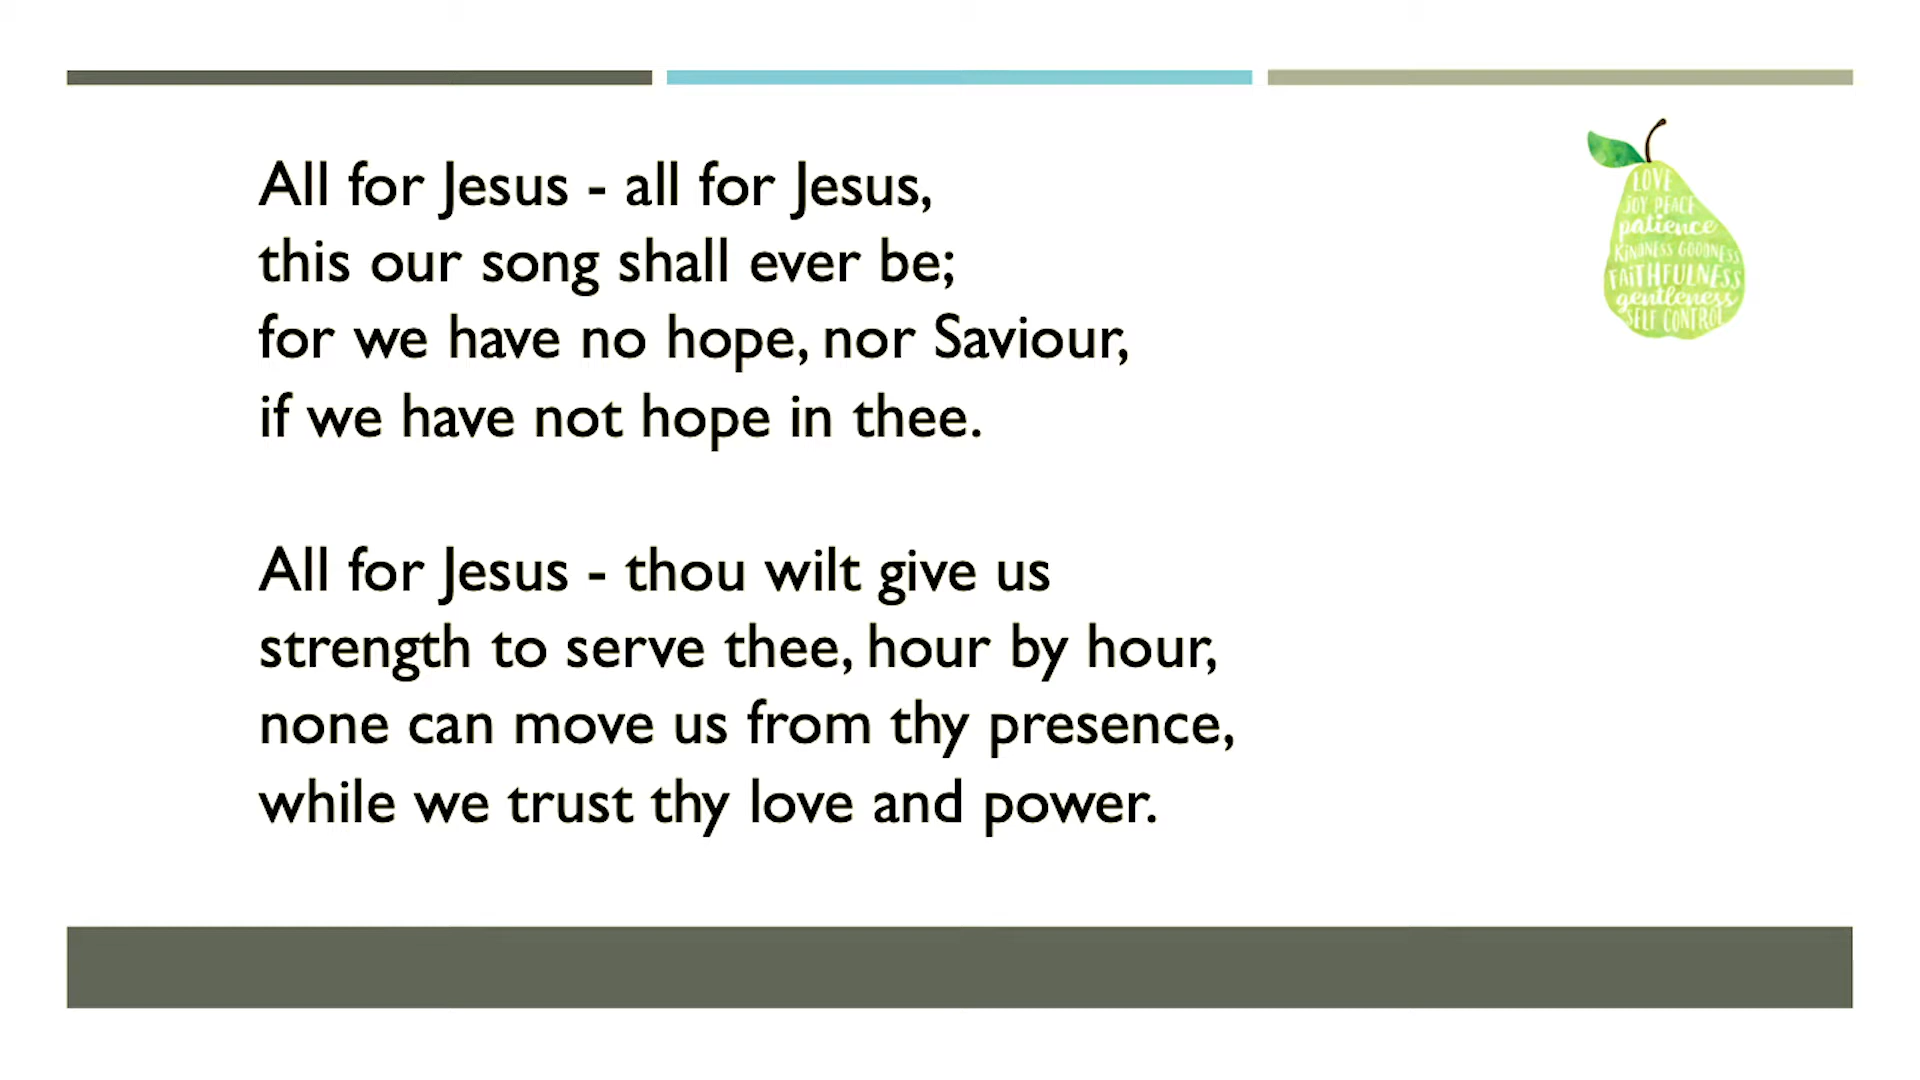 All for Jesus - all for Jesus,
this our song shall ever be;
for we have no hope, nor Saviour,
if we have not hope in thee.
All for Jesus - thou wilt give us
strength to serve thee, hour by hour,
none can move us from thy presence,
while we trust thy love and power.
LOVE
JOY PEACE
patience
KINDNESS GOODNESS
FAITHFULNESS
gentleness
SELF CONTROL